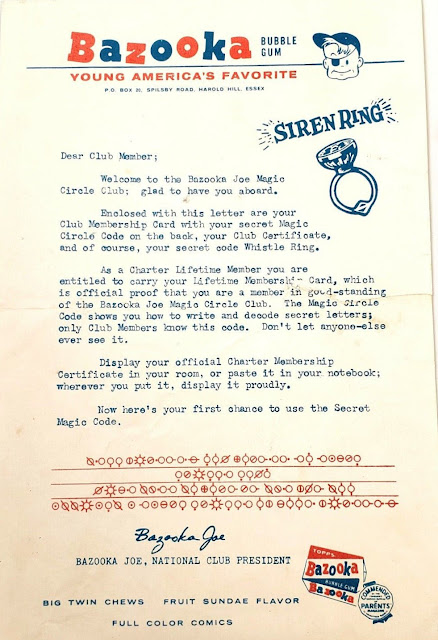 Bazooka BUBBLE GUM
YOUNG AMERICA'S FAVORITE
P.O. BOX 20, SPILSBY ROAD, HAROLD HILL, ESSEX
SIREN RING
Dear Club Member;
Welcome to the Bazooka Joe Magic
Circle Club; glad to have you aboard.
Enclosed with this letter are your
Club Membership Card with your secret Magic
Circle Code on the back, your Club Certificate,
and of course, your secret code Whistle Ring.
As a Charter Lifetime Member you are
entitled to carry your Lifetime Membership Card, which
is official proof that you are a member in good-standing
of the Bazooka Joe Magic Circle Club. The Magic Circle
Code shows you how to write and decode secret letters;
only Club Members know this code. Don't let anyone-else
ever see it.
Display your official Charter Membership
Certificate in your room, or paste it in your notebook;
wherever you put it, display it proudly.
Now here's your first chance to use the Secret
Magic Code.
Bazooka Joe
BAZOOKA JOE, NATIONAL CLUB PRESIDENT
TOPPS
Bazooka
BUBBLE GUM
Bazooka
COMMENDED
PARENTS'
MAGAZINE
BIG TWIN CHEWS FRUIT SUNDAE FLAVOR
FULL COLOR COMICS